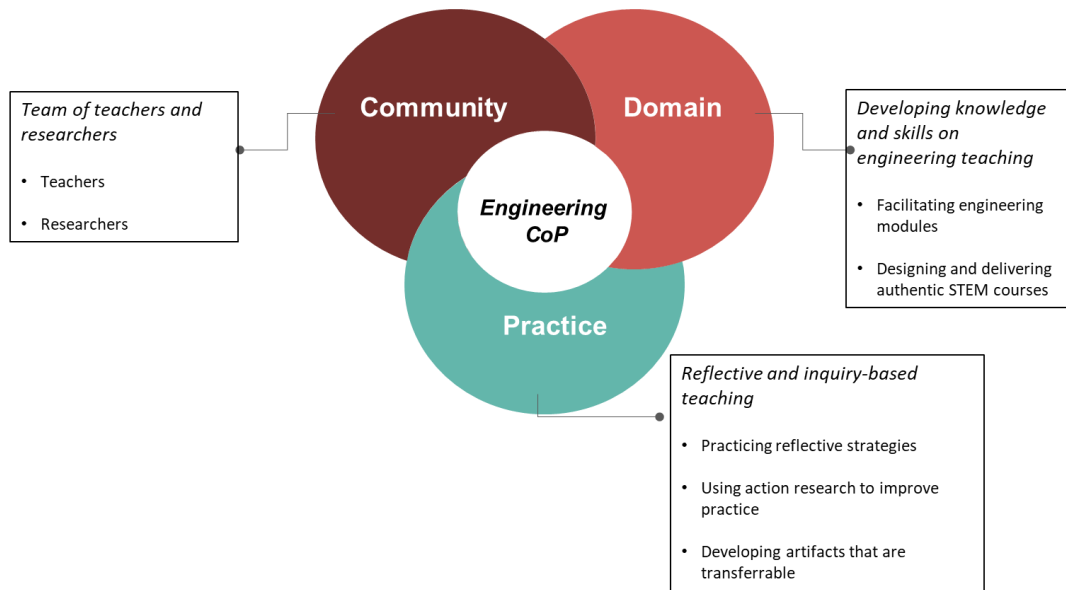 Community
Domain
Engineering
CoP
Practice
Team of teachers and
researchers
• Teachers
• Researchers
Developing knowledge
and skills on
engineering teaching
• Facilitating engineering
modules
• Designing and delivering
authentic STEM courses
Reflective and inquiry-based
teaching
• Practicing reflective strategies
• Using action research to improve
practice
• Developing artifacts that are
transferrable